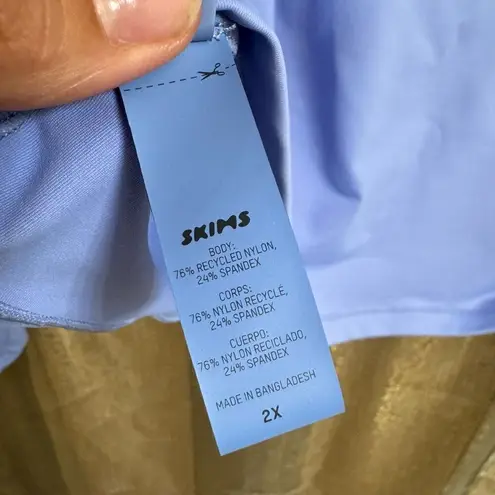 SKIMS
BODY:
76% RECYCLED NYLON,
24% SPANDEX
CORPS:
76% NYLON RECYCLÉ,
24% SPANDEX
CUERPO:
76% NYLON RECICLADO,
24% SPANDEX
MADE IN BANGLADESH
2X